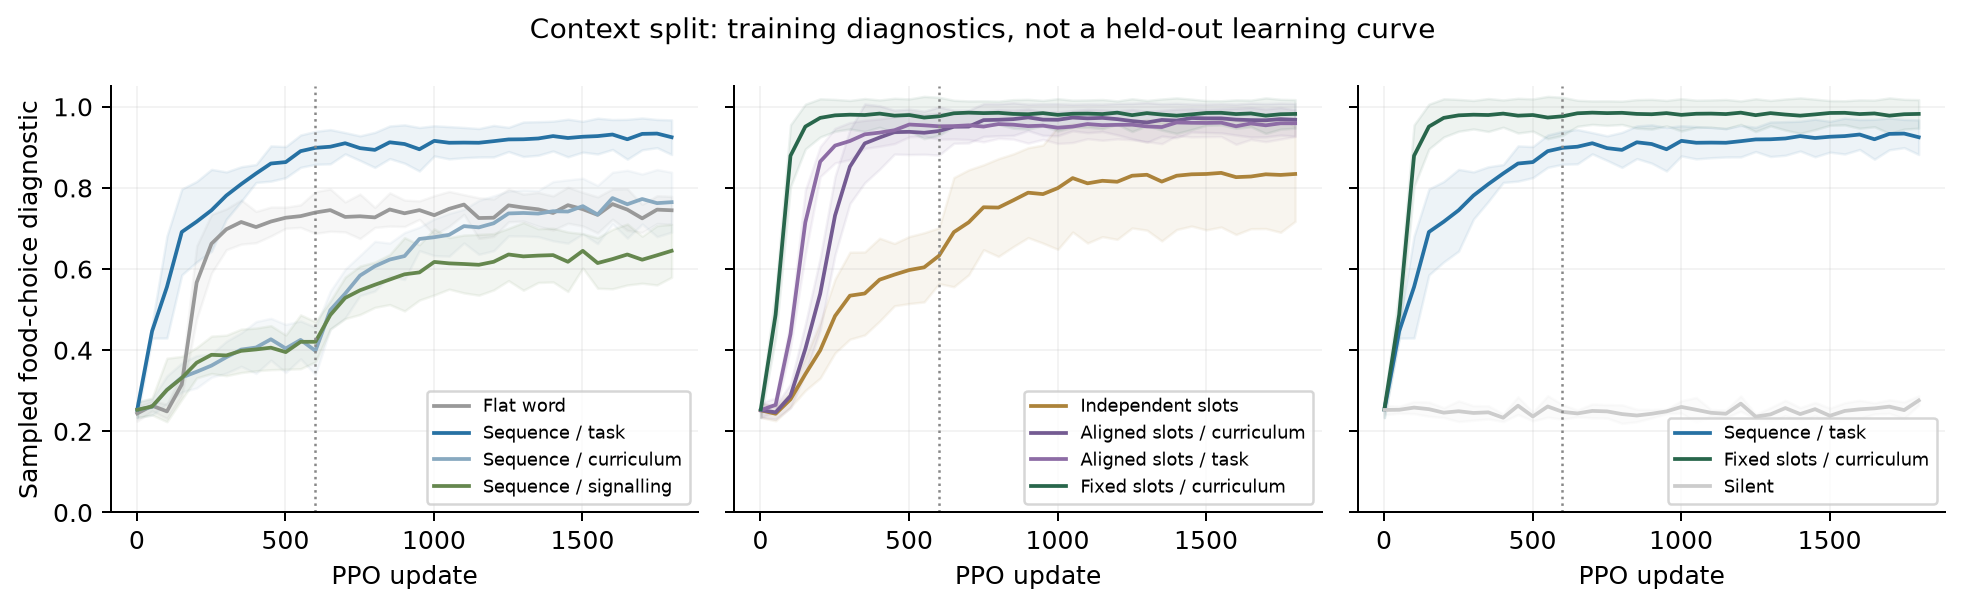 Context split: training diagnostics, not a held-out learning curve
Sampled food-choice diagnostic
1.0
0.8
0.6
0.4
0.2
0.0
Flat word
Sequence / task
Sequence / curriculum
Sequence / signalling
0 500 1000 1500
PPO update
Independent slots
Aligned slots / curriculum
Aligned slots / task
Fixed slots / curriculum
0 500 1000 1500
PPO update
Sequence / task
Fixed slots / curriculum
Silent
0 500 1000 1500
PPO update